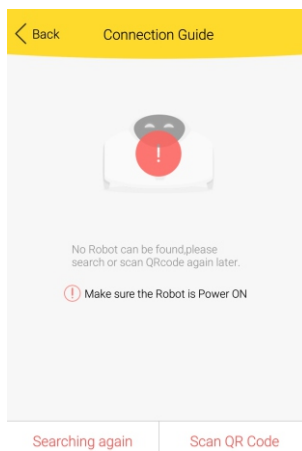 Back Connection Guide
!
No Robot can be found,please
search or scan QRcode again later.
! Make sure the Robot is Power ON
Searching again Scan QR Code